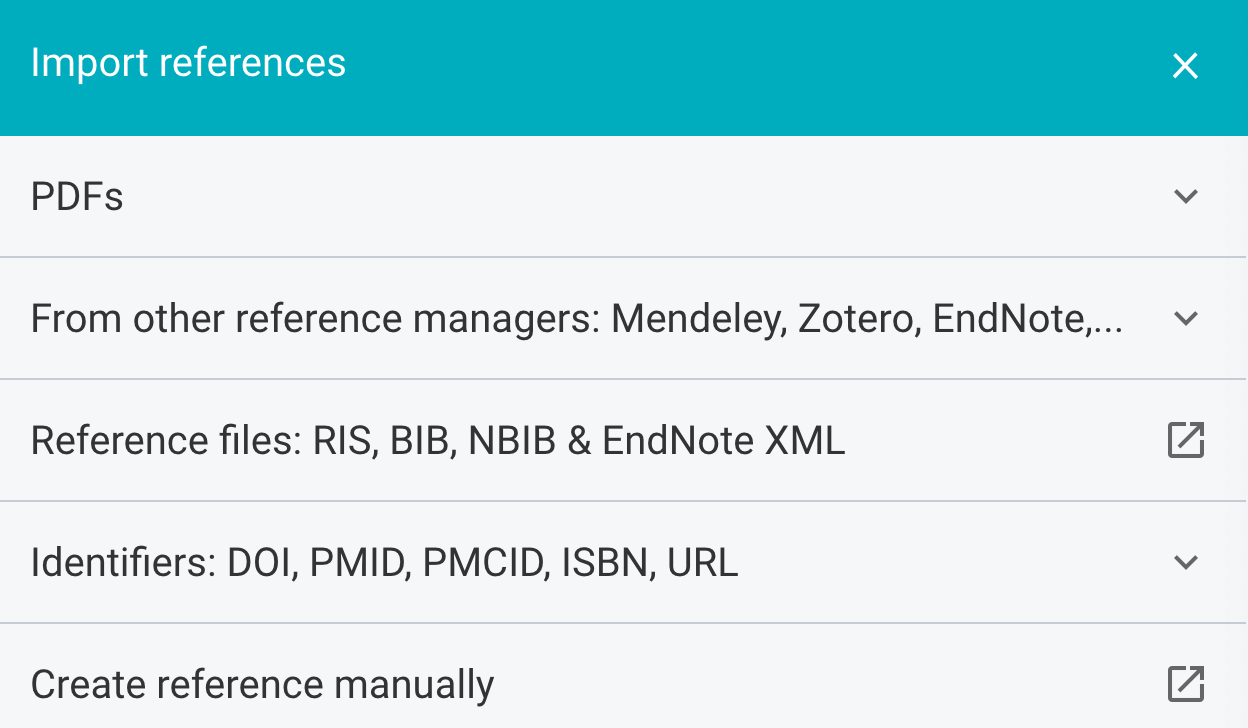 Import references
PDFs
From other reference managers: Mendeley, Zotero, EndNote,...
Reference files: RIS, BIB, NBIB & EndNote XML
Identifiers: DOI, PMID, PMCID, ISBN, URL
Create reference manually